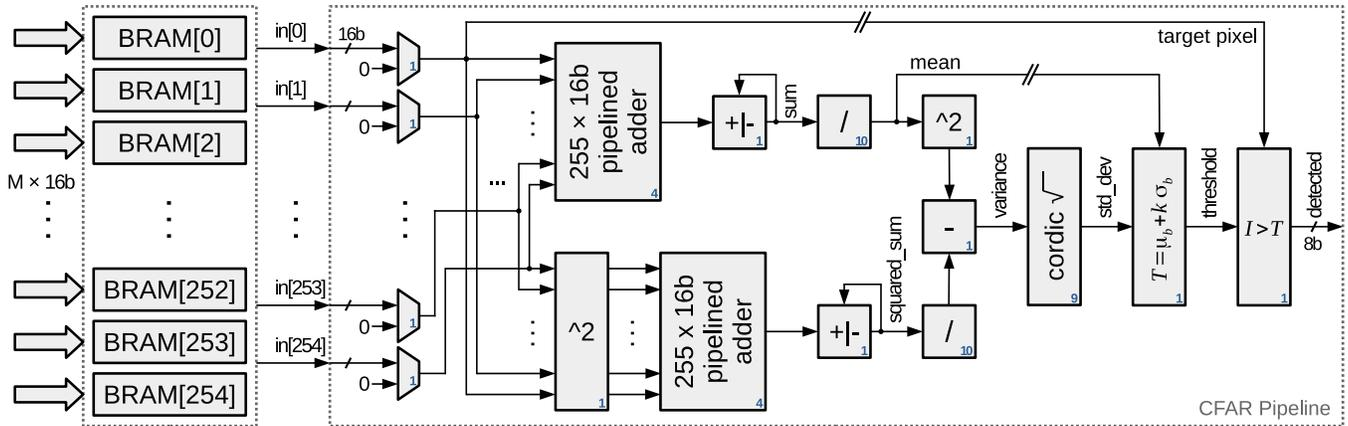 BRAM[0]
BRAM[1]
BRAM[2]
M × 16b
BRAM[252]
BRAM[253]
BRAM[254]
in[0]
in[1]
in[253]
in[254]
16b
0
1
0
1
0
1
0
1
...
255 × 16b
pipelined
adder
4
^2
1
255 x 16b
pipelined
adder
4
+|-
1
sum
/
10
mean
^2
1
+|-
1
squared_sum
/
10
-
1
variance
cordic √
9
std_dev
T=μb+k σb
1
threshold
target pixel
I>T
1
detected
8b
CFAR Pipeline